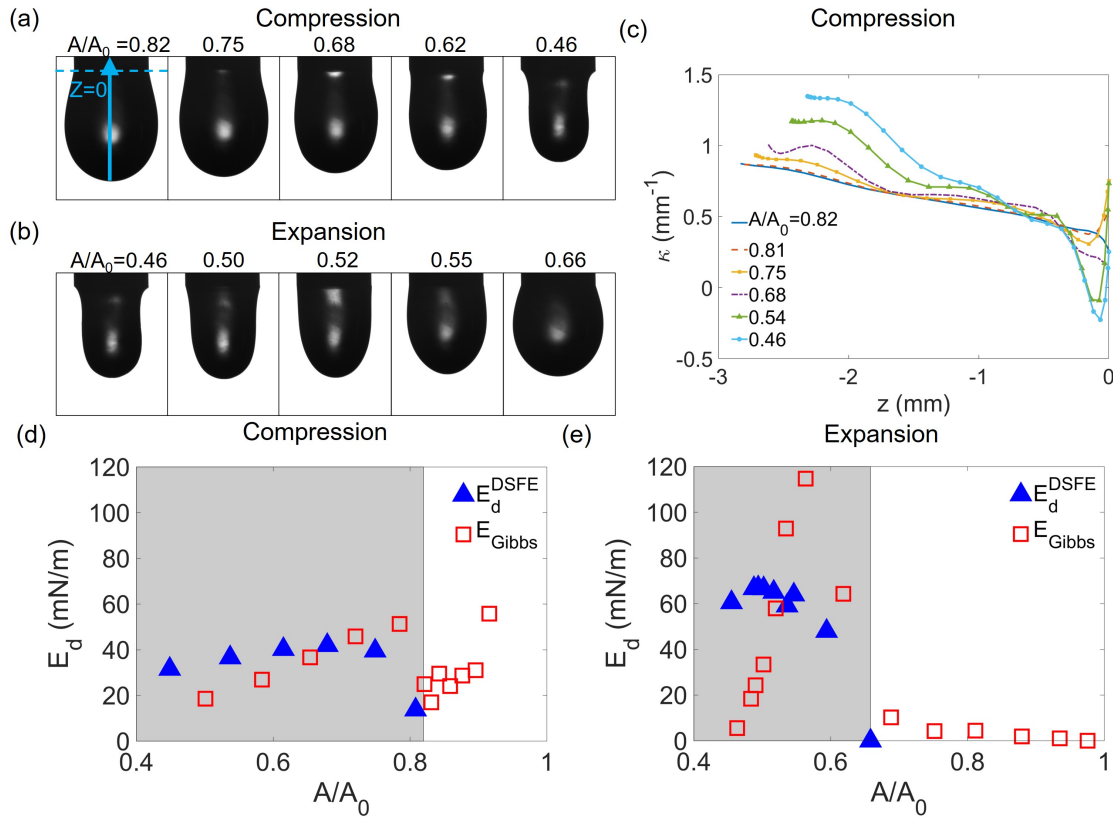 (a) Compression
A/A0 =0.82 0.75 0.68 0.62 0.46
Z=0
(b) Expansion
A/A0=0.46 0.50 0.52 0.55 0.66
(c) Compression
1.5
1
0.5
0
-0.5
κ (mm-1)
A/A0=0.82
0.81
0.75
0.68
0.54
0.46
-3 -2 -1 0
z (mm)
(d) Compression
120
100
80
60
40
20
0
Ed (mN/m)
EdDSFE
EGibbs
0.4 0.6 0.8 1
A/A0
(e) Expansion
120
100
80
60
40
20
0
Ed (mN/m)
EdDSFE
EGibbs
0.4 0.6 0.8 1
A/A0